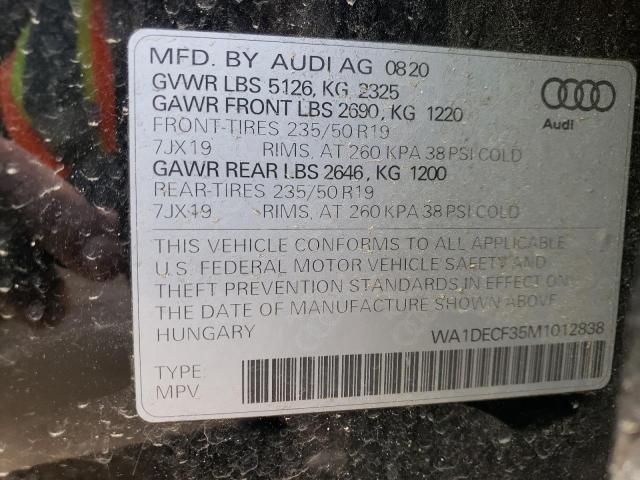 MFD. BY AUDI AG 0820
GVWR LBS 5126, KG 2325
GAWR FRONT LBS 2690, KG 1220
FRONT-TIRES 235/50 R19
7JX19 RIMS, AT 260 KPA 38 PSI COLD
GAWR REAR LBS 2646, KG 1200
REAR-TIRES 235/50 R19
7JX19 RIMS, AT 260 KPA 38 PSI COLD
Audi
THIS VEHICLE CONFORMS TO ALL APPLICABLE
U.S. FEDERAL MOTOR VEHICLE SAFETY AND
THEFT PREVENTION STANDARDS IN EFFECT ON
THE DATE OF MANUFACTURE SHOWN ABOVE.
HUNGARY WA1DECF35M1012838
TYPE:
MPV